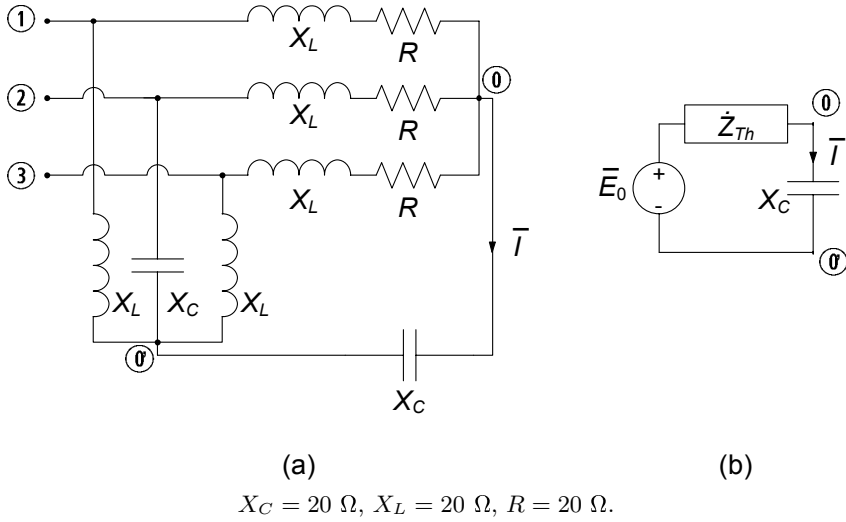 1
X_L
R
0
2
X_L
R
0
Ż_Th
3
X_L
R
I̅
E̅_0
+
-
X_C
I̅
X_L
X_C
X_L
0'
0'
X_C
(a)
(b)
X_C = 20 Ω, X_L = 20 Ω, R = 20 Ω.